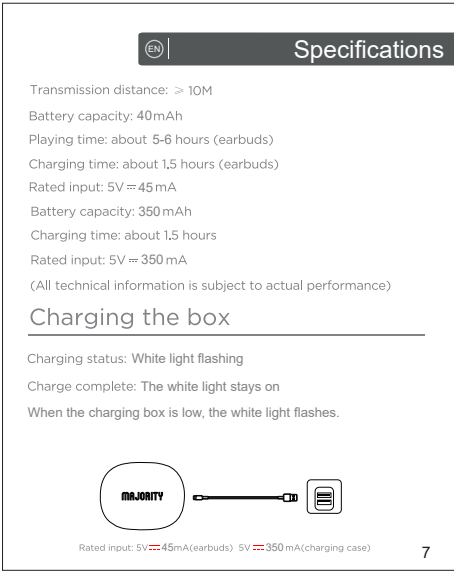 EN
Specifications
Transmission distance: ≥ 10M
Battery capacity: 40mAh
Playing time: about 5-6 hours (earbuds)
Charging time: about 1.5 hours (earbuds)
Rated input: 5V⎓45mA
Battery capacity: 350mAh
Charging time: about 1.5 hours
Rated input: 5V⎓350mA
(All technical information is subject to actual performance)
Charging the box
Charging status: White light flashing
Charge complete: The white light stays on
When the charging box is low, the white light flashes.
MAJORITY
Rated input: 5V⎓45mA(earbuds) 5V⎓350mA(charging case)
7